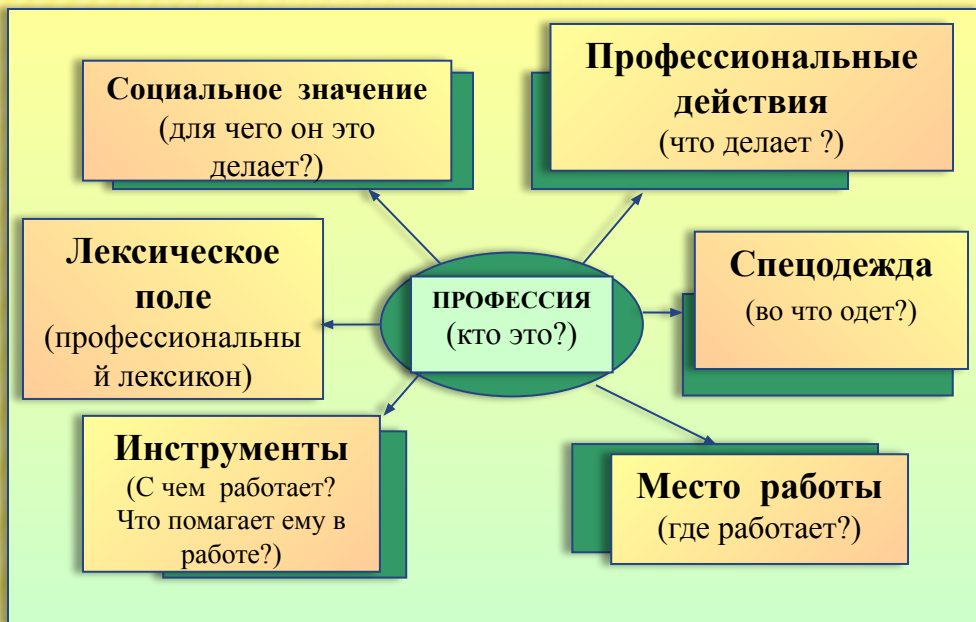 Социальное значение
(для чего он это
делает?)
Профессиональные
действия
(что делает ?)
Лексическое
поле
(профессиональны
й лексикон)
ПРОФЕССИЯ
(кто это?)
Спецодежда
(во что одет?)
Инструменты
(С чем работает?
Что помагает ему в
работе?)
Место работы
(где работает?)